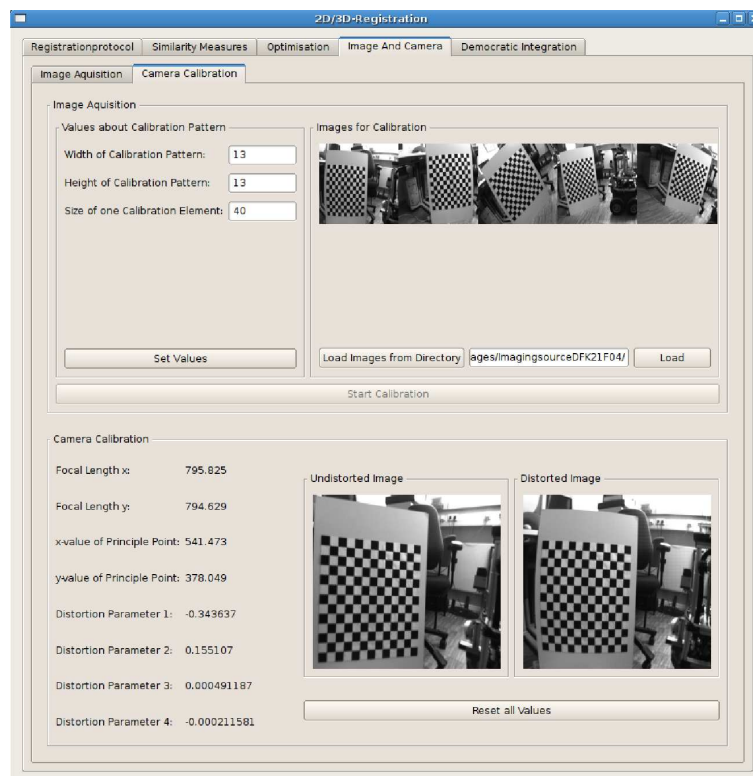 2D/3D-Registration
Registrationprotocol Similarity Measures Optimisation Image And Camera Democratic Integration
Image Aquisition Camera Calibration
Image Aquisition
Values about Calibration Pattern
Width of Calibration Pattern: 13
Height of Calibration Pattern: 13
Size of one Calibration Element: 40
Set Values
Images for Calibration
Load Images from Directory ages/ImagingsourceDFK21F04/ Load
Start Calibration
Camera Calibration
Focal Length x: 795.825
Focal Length y: 794.629
x-value of Principle Point: 541.473
y-value of Principle Point: 378.049
Distortion Parameter 1: -0.343637
Distortion Parameter 2: 0.155107
Distortion Parameter 3: 0.000491187
Distortion Parameter 4: -0.000211581
Undistorted Image
Distorted Image
Reset all Values